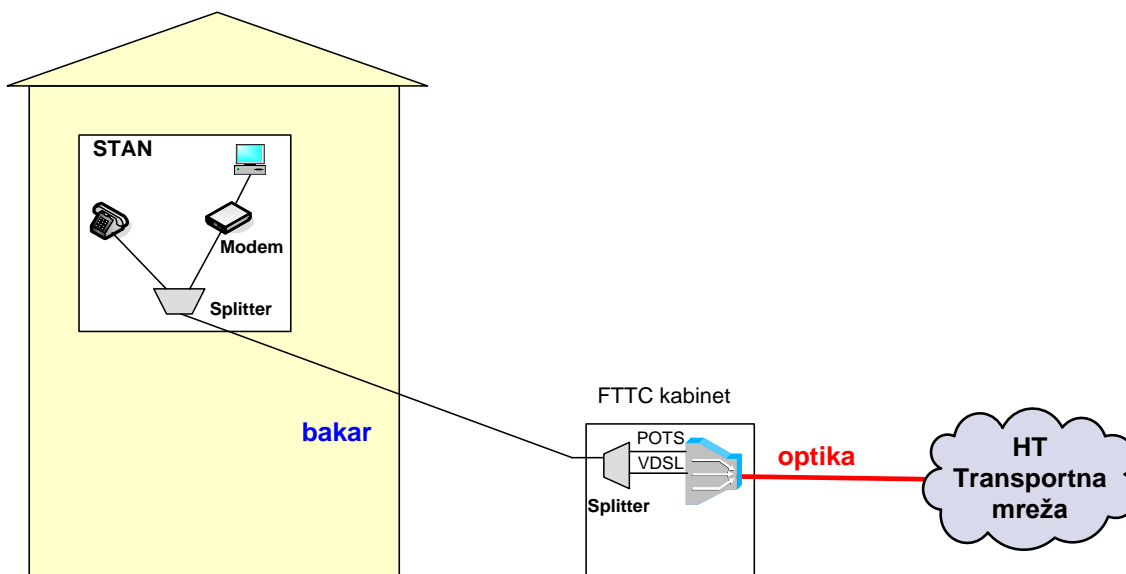 STAN
Modem
Splitter
bakar
FTTC kabinet
POTS
VDSL
Splitter
optika
HT
Transportna
mreža